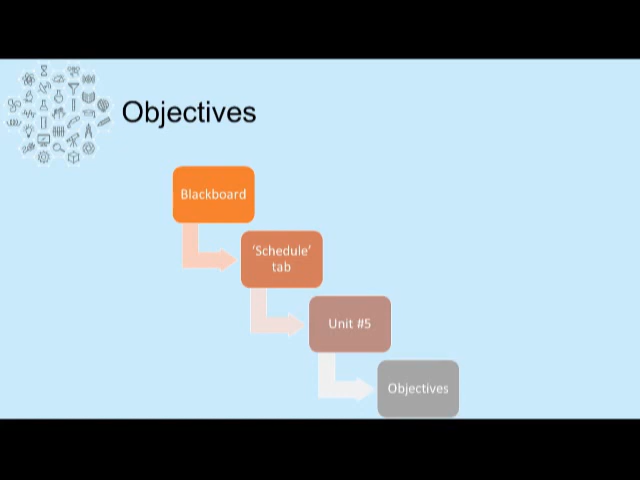 Objectives
Blackboard
‘Schedule’
tab
Unit #5
Objectives